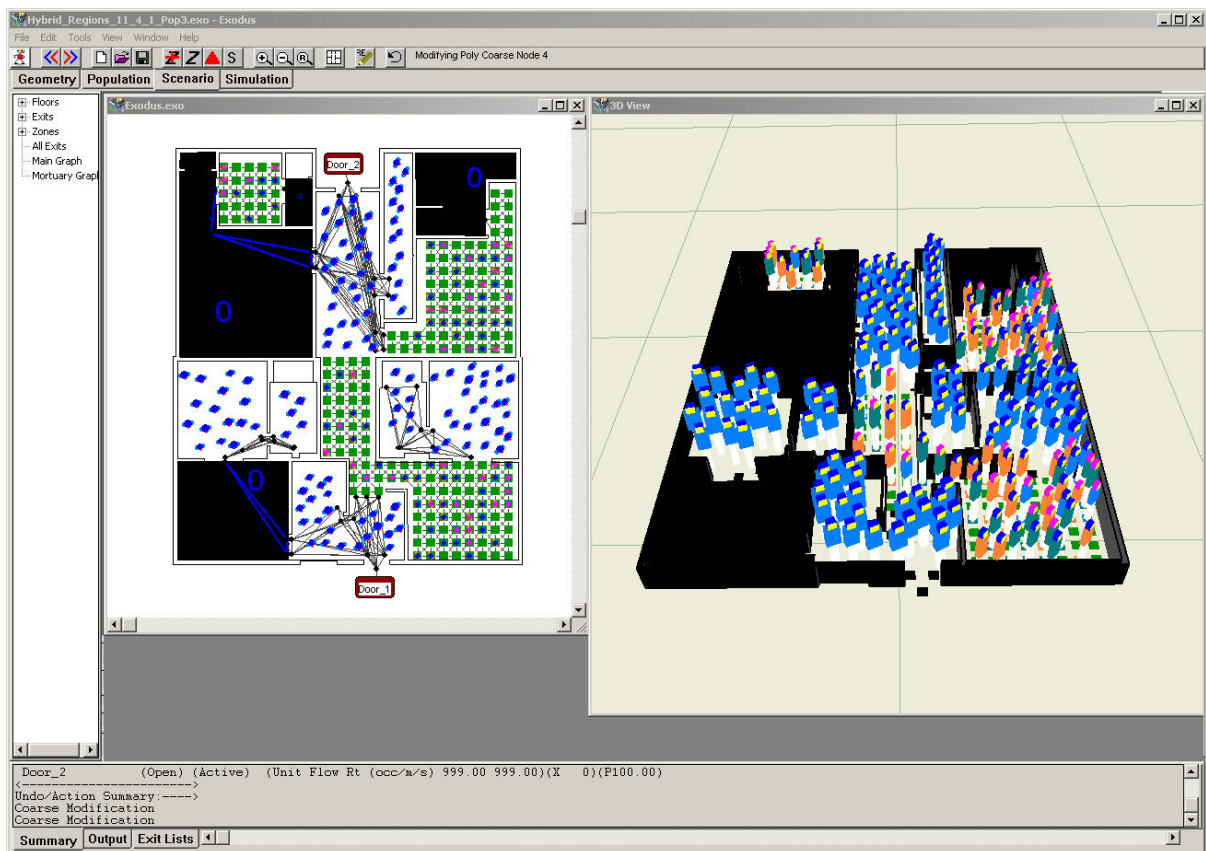 Hybrid_Regions_11_4_1_Pop3.exo - Exodus
File Edit Tools View Window Help
Z S R Modifying Poly Coarse Node 4
Geometry Population Scenario Simulation
Floors
Exits
Zones
All Exits
Main Graph
Mortuary Grap
Exodus.exo
Door_2
0
0
0
Door_1
3D View
Door_2 (Open) (Active) (Unit Flow Rt (occ/m/s) 999.00 999.00)(X 0)(P100.00)
<------------------------>
Undo/Action Summary:---->
Coarse Modification
Coarse Modification
Summary Output Exit Lists